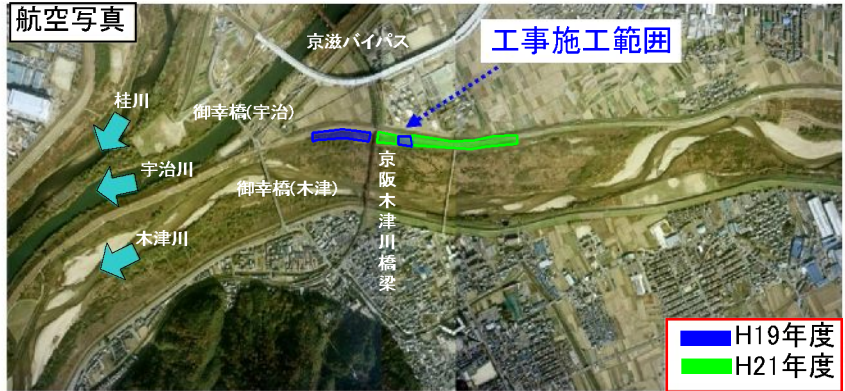 航空写真
京滋バイパス
工事施工範囲
桂川
御幸橋(宇治)
宇治川
御幸橋(木津)
京阪木津川橋梁
木津川
H19年度
H21年度